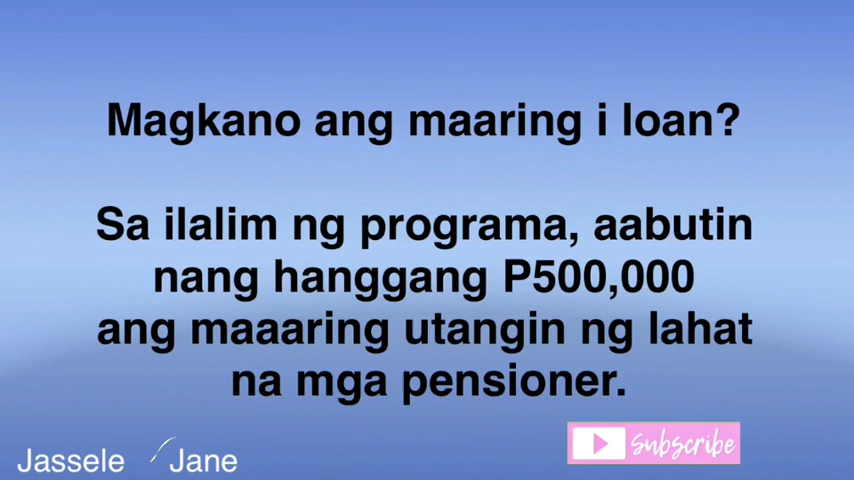 Magkano ang maaring i loan?
Sa ilalim ng programa, aabutin
nang hanggang P500,000
ang maaaring utangin ng lahat
na mga pensioner.
Jassele Jane
Subscribe